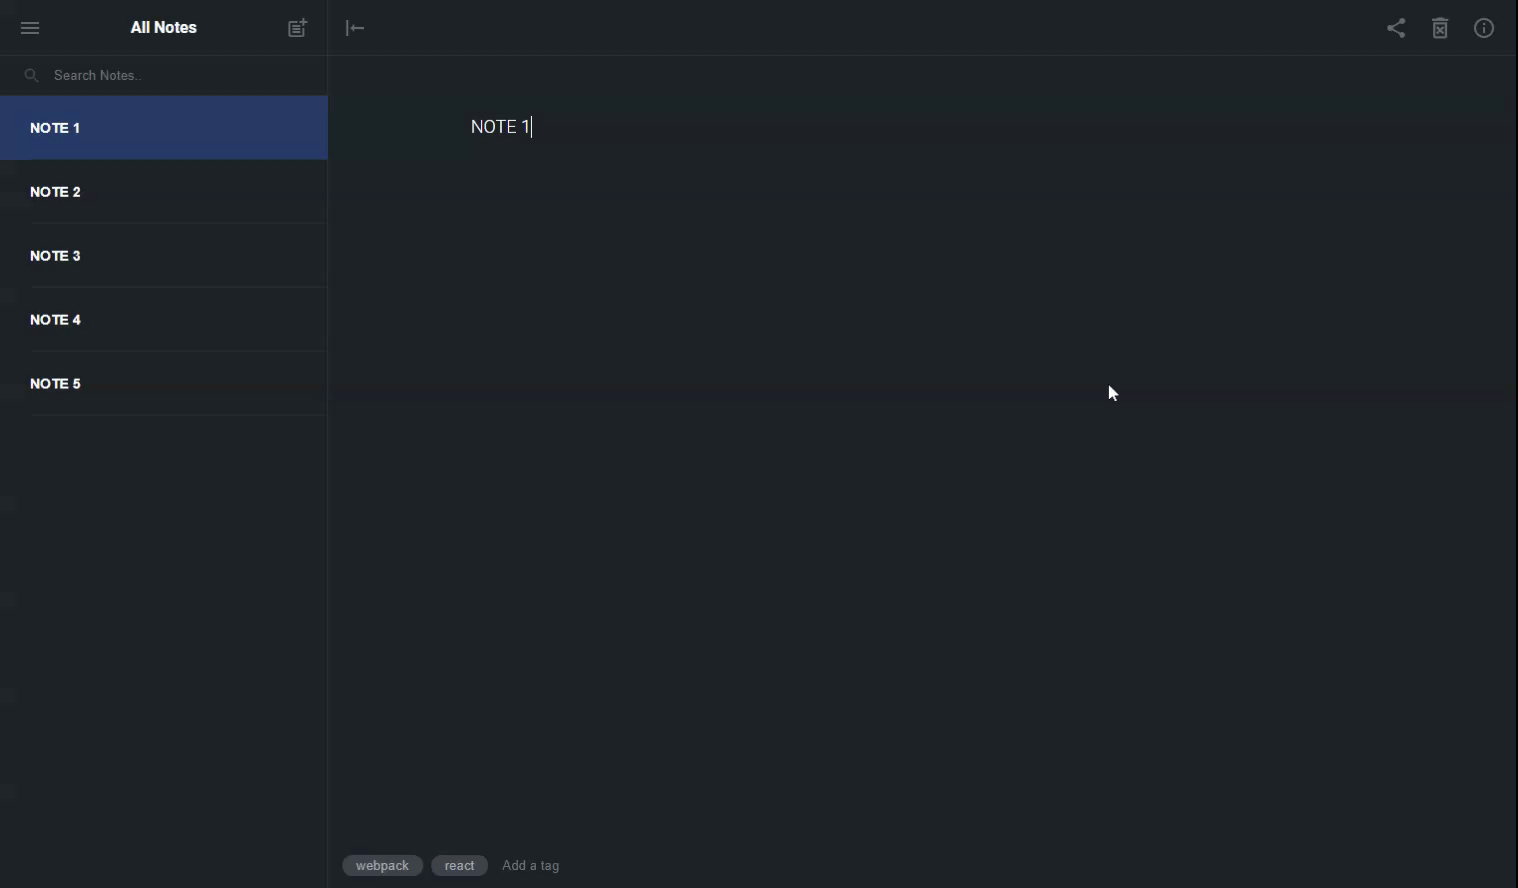 All Notes
Search Notes..
NOTE 1
NOTE 2
NOTE 3
NOTE 4
NOTE 5
NOTE 1
webpack
react
Add a tag